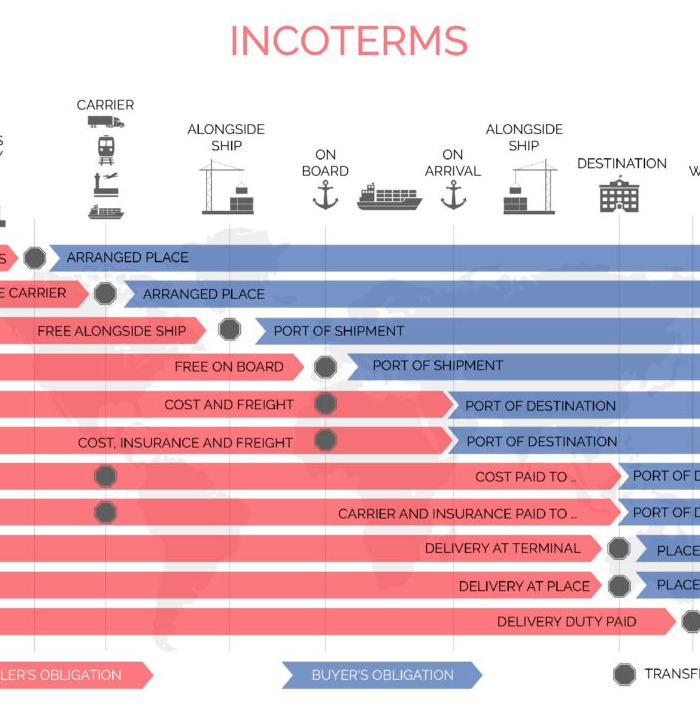 INCOTERMS
CARRIER
ALONGSIDE
SHIP
ON
BOARD
ON
ARRIVAL
ALONGSIDE
SHIP
DESTINATION
ARRANGED PLACE
CARRIER ARRANGED PLACE
FREE ALONGSIDE SHIP PORT OF SHIPMENT
FREE ON BOARD PORT OF SHIPMENT
COST AND FREIGHT PORT OF DESTINATION
COST, INSURANCE AND FREIGHT PORT OF DESTINATION
COST PAID TO ... PORT OF
CARRIER AND INSURANCE PAID TO ... PORT OF
DELIVERY AT TERMINAL PLACE
DELIVERY AT PLACE PLACE
DELIVERY DUTY PAID
OBLIGATION BUYER'S OBLIGATION